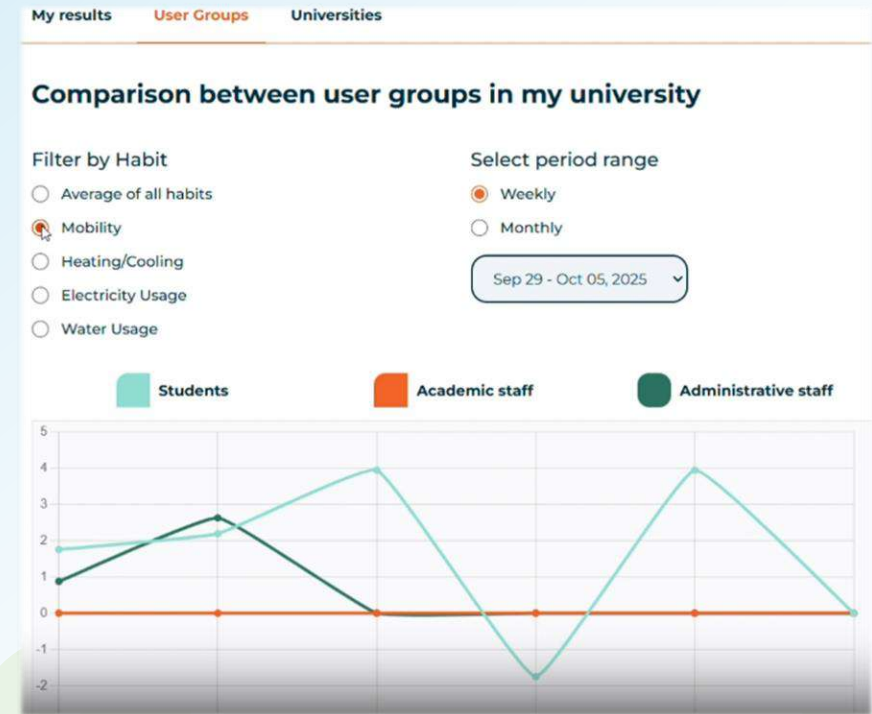 My results User Groups Universities
Comparison between user groups in my university
Filter by Habit
Average of all habits
Mobility
Heating/Cooling
Electricity Usage
Water Usage
Select period range
Weekly
Monthly
Sep 29 - Oct 05, 2025
Students Academic staff Administrative staff
5
4
3
2
1
0
-1
-2